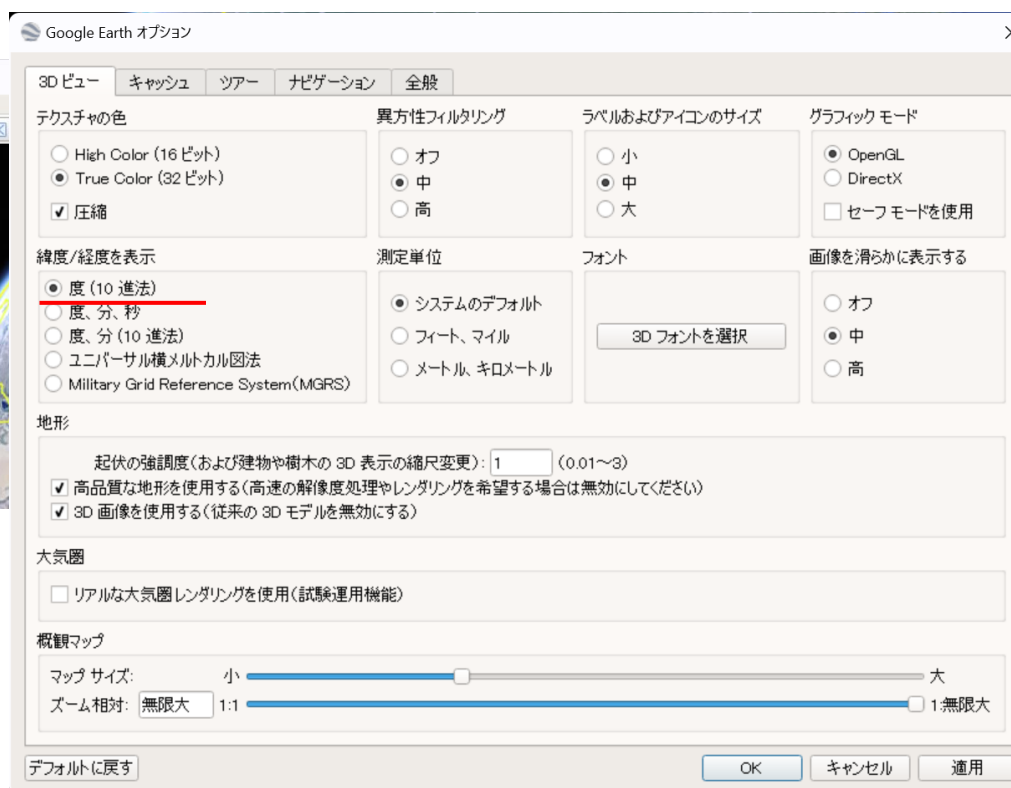 Google Earth オプション
3D ビュー キャッシュ ツアー ナビゲーション 全般
テクスチャの色 異方性フィルタリング ラベルおよびアイコンのサイズ グラフィック モード
High Color (16 ビット) オフ 小 OpenGL
True Color (32 ビット) 中 中 DirectX
圧縮 高 大 セーフ モードを使用
緯度/経度を表示 測定単位 フォント 画像を滑らかに表示する
度 (10 進法)
度、分、秒 システムのデフォルト オフ
度、分 (10 進法) フィート、マイル 3D フォントを選択 中
ユニバーサル横メルトカル図法 メートル、キロメートル 高
Military Grid Reference System(MGRS)
地形
起伏の強調度(および建物や樹木の 3D 表示の縮尺変更): 1 (0.01～3)
高品質な地形を使用する(高速の解像度処理やレンダリングを希望する場合は無効にしてください)
3D 画像を使用する(従来の 3D モデルを無効にする)
大気圏
リアルな大気圏レンダリングを使用(試験運用機能)
概観マップ
マップ サイズ: 小 大
ズーム相対: 無限大 1:1 1:無限大
デフォルトに戻す OK キャンセル 適用